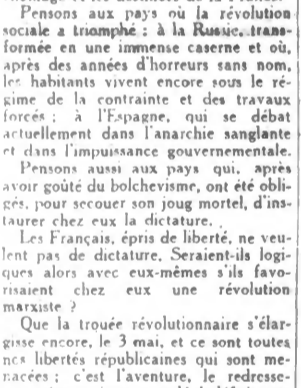 Pensons aux pays où la révolution
sociale a triomphé : à la Russie, trans-
formée en une immense caserne et où,
après des années d'horreurs sans nom,
les habitants vivent encore sous le ré-
gime de la contrainte et des travaux
forcés ; à l'Espagne, qui se débat
actuellement dans l'anarchie sanglante
et dans l'impuissance gouvernementale.
Pensons aussi aux pays qui, après
avoir goûté du bolchevisme, ont été obli-
gés, pour secouer son joug mortel, d'ins-
taurer chez eux la dictature.
Les Français, épris de liberté, ne veu-
lent pas de dictature. Seraient-ils logi-
ques alors avec eux-mêmes s'ils favo-
risaient chez eux une révolution
marxiste ?
Que la trouée révolutionnaire s'élar-
gisse encore, le 3 mai, et ce sont toutes
nos libertés républicaines qui sont me-
nacées ; c'est l'aventure, le redresse-